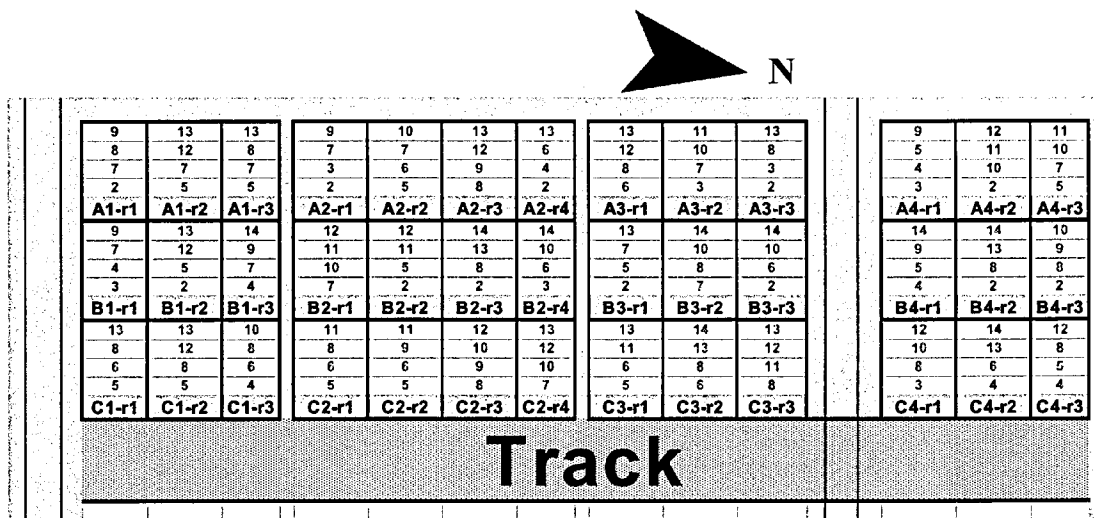 N
9 13 13 9 10 13 13 13 11 13 9 12 11
8 12 8 7 7 12 6 12 10 8 5 11 10
7 7 7 3 6 9 4 8 7 3 4 10 7
2 5 5 2 5 8 2 6 3 2 3 2 5
A1-r1 A1-r2 A1-r3 A2-r1 A2-r2 A2-r3 A2-r4 A3-r1 A3-r2 A3-r3 A4-r1 A4-r2 A4-r3
9 13 14 12 12 14 14 13 14 14 14 14 10
7 12 9 11 11 13 10 7 10 10 9 13 9
4 5 7 10 5 8 6 5 8 6 5 8 8
3 2 4 7 2 2 3 2 7 2 4 2 2
B1-r1 B1-r2 B1-r3 B2-r1 B2-r2 B2-r3 B2-r4 B3-r1 B3-r2 B3-r3 B4-r1 B4-r2 B4-r3
13 13 10 11 11 12 13 13 14 13 12 14 12
8 12 8 8 9 10 12 11 13 12 10 13 8
6 8 6 6 6 9 10 6 8 11 8 6 5
5 5 4 5 5 8 7 5 6 8 3 4 4
C1-r1 C1-r2 C1-r3 C2-r1 C2-r2 C2-r3 C2-r4 C3-r1 C3-r2 C3-r3 C4-r1 C4-r2 C4-r3
Track